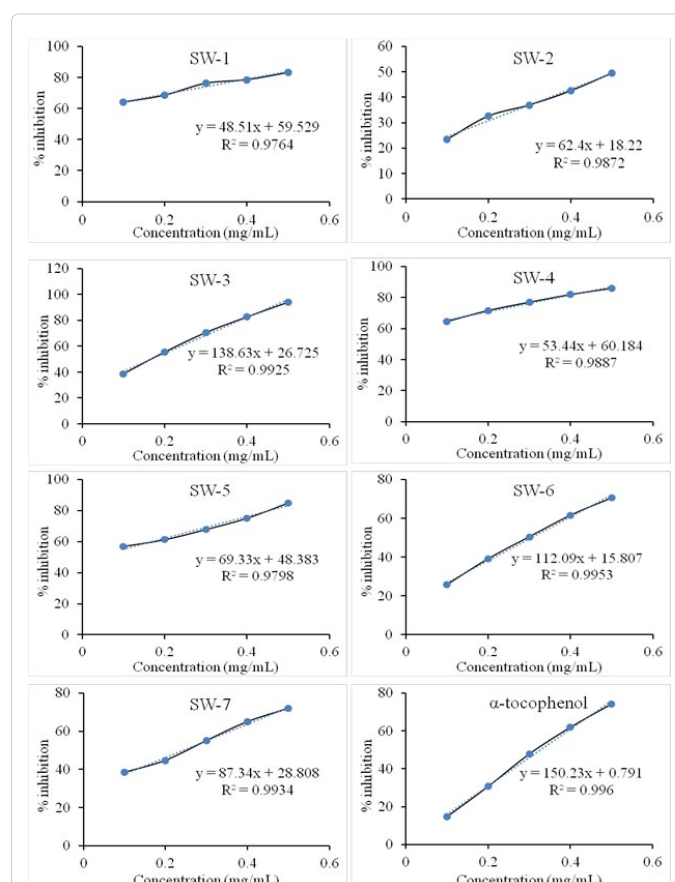 SW-1
% inhibition
100
80
60
40
20
0
y = 48.51x + 59.529
R² = 0.9764
0 0.2 0.4 0.6
Concentration (mg/mL)
SW-2
% inhibition
60
50
40
30
20
10
0
y = 62.4x + 18.22
R² = 0.9872
0 0.2 0.4 0.6
Concentration (mg/mL)
SW-3
% inhibition
120
100
80
60
40
20
0
y = 138.63x + 26.725
R² = 0.9925
0 0.2 0.4 0.6
Concentration (mg/mL)
SW-4
% inhibition
100
80
60
40
20
0
y = 53.44x + 60.184
R² = 0.9887
0 0.2 0.4 0.6
Concentration (mg/mL)
SW-5
% inhibition
100
80
60
40
20
0
y = 69.33x + 48.383
R² = 0.9798
0 0.2 0.4 0.6
Concentration (mg/mL)
SW-6
% inhibition
80
60
40
20
0
y = 112.09x + 15.807
R² = 0.9953
0 0.2 0.4 0.6
Concentration (mg/mL)
SW-7
% inhibition
80
60
40
20
0
y = 87.34x + 28.808
R² = 0.9934
0 0.2 0.4 0.6
Concentration (mg/mL)
α-tocophenol
% inhibition
80
60
40
20
0
y = 150.23x + 0.791
R² = 0.996
0 0.2 0.4 0.6
Concentration (mg/mL)